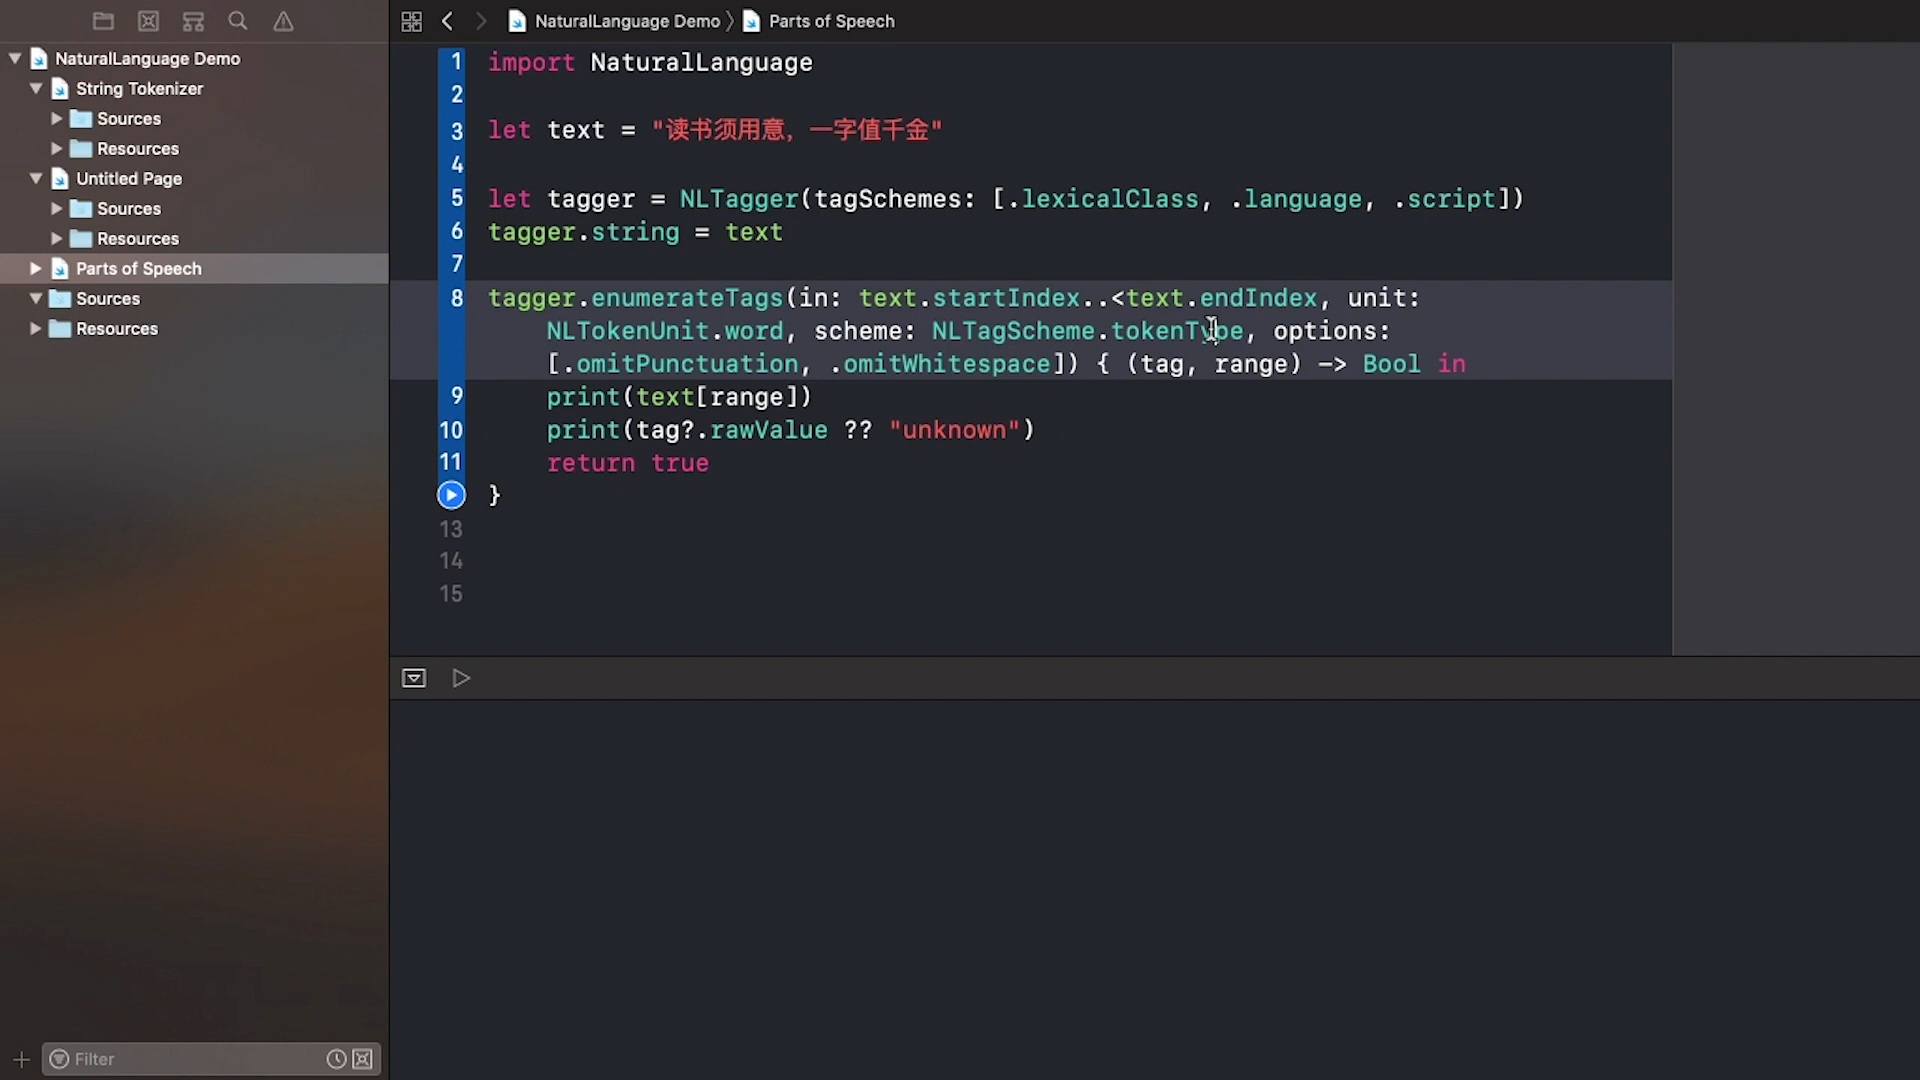 NaturalLanguage Demo
String Tokenizer
Sources
Resources
Untitled Page
Sources
Resources
Parts of Speech
Sources
Resources
Filter
NaturalLanguage Demo 〉 Parts of Speech
1 import NaturalLanguage
2
3 let text = "读书须用意，一字值千金"
4
5 let tagger = NLTagger(tagSchemes: [.lexicalClass, .language, .script])
6 tagger.string = text
7
8 tagger.enumerateTags(in: text.startIndex..<text.endIndex, unit:
NLTokenUnit.word, scheme: NLTagScheme.tokenType, options:
[.omitPunctuation, .omitWhitespace]) { (tag, range) -> Bool in
9 print(text[range])
10 print(tag?.rawValue ?? "unknown")
11 return true
}
13
14
15